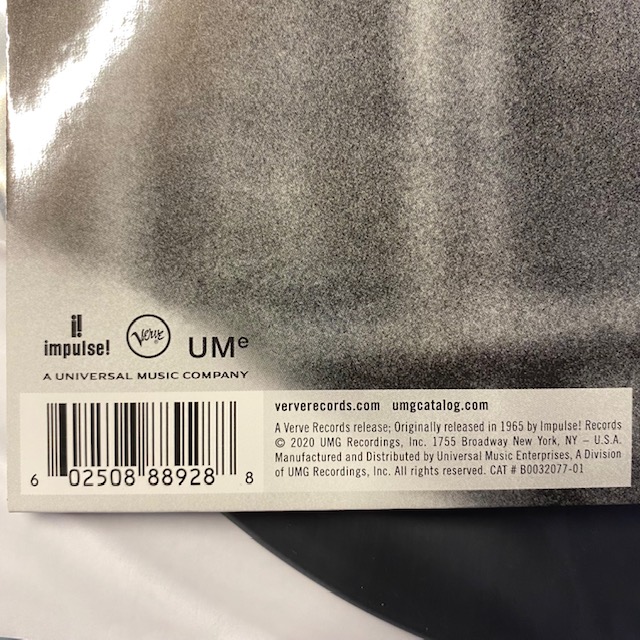 impulse!
Verve
UMe
A UNIVERSAL MUSIC COMPANY
6 02508 88928 8
ververecords.com umgcatalog.com
A Verve Records release; Originally released in 1965 by Impulse! Records
© 2020 UMG Recordings, Inc. 1755 Broadway New York, NY – U.S.A.
Manufactured and Distributed by Universal Music Enterprises, A Division
of UMG Recordings, Inc. All rights reserved. CAT # B0032077-01